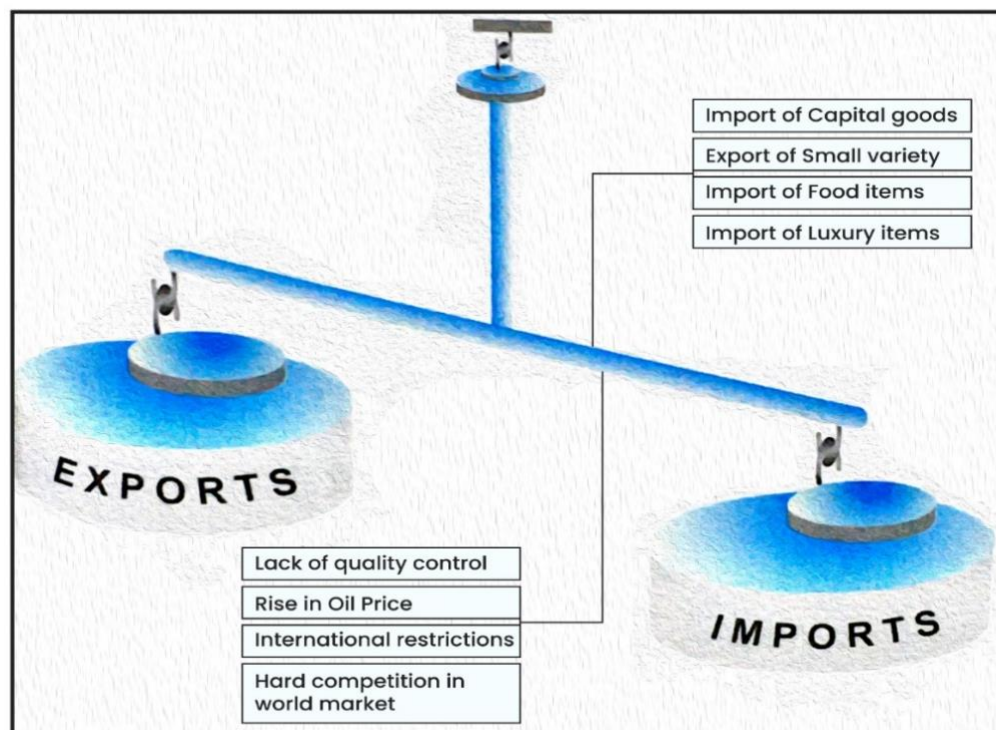 Import of Capital goods
Export of Small variety
Import of Food items
Import of Luxury items
EXPORTS
IMPORTS
Lack of quality control
Rise in Oil Price
International restrictions
Hard competition in
world market